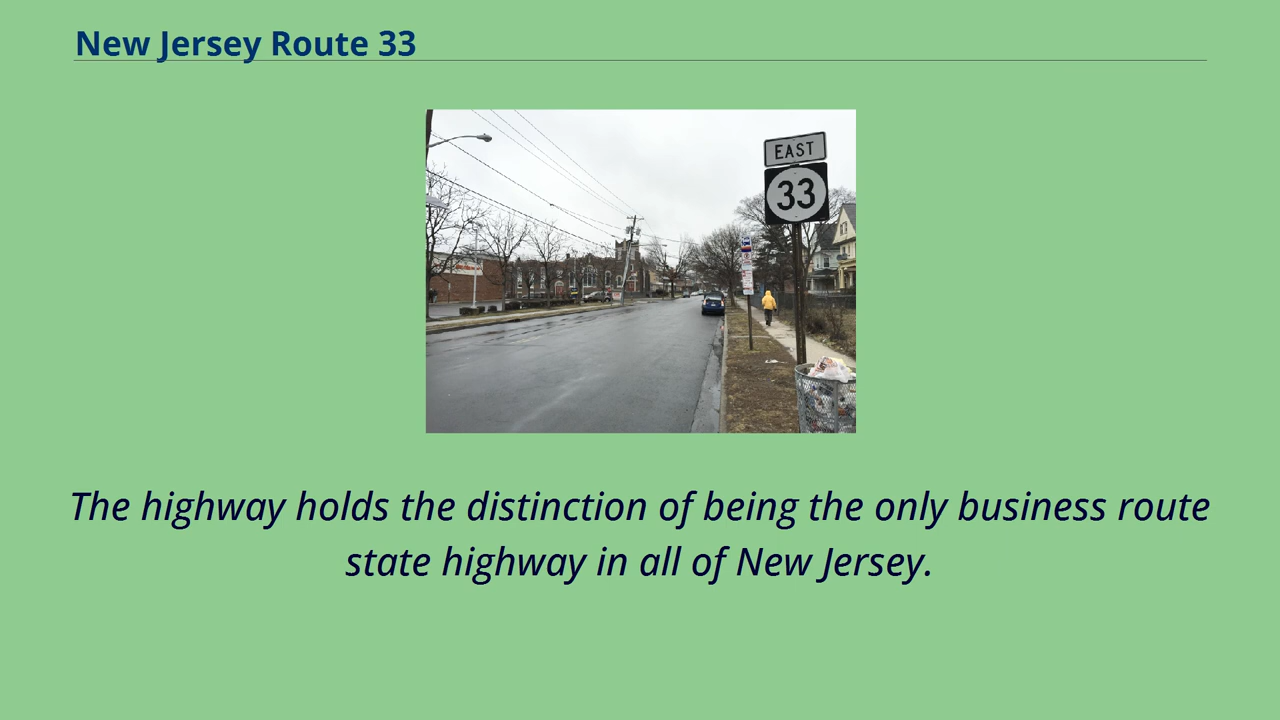 New Jersey Route 33
EAST
33
The highway holds the distinction of being the only business route
state highway in all of New Jersey.